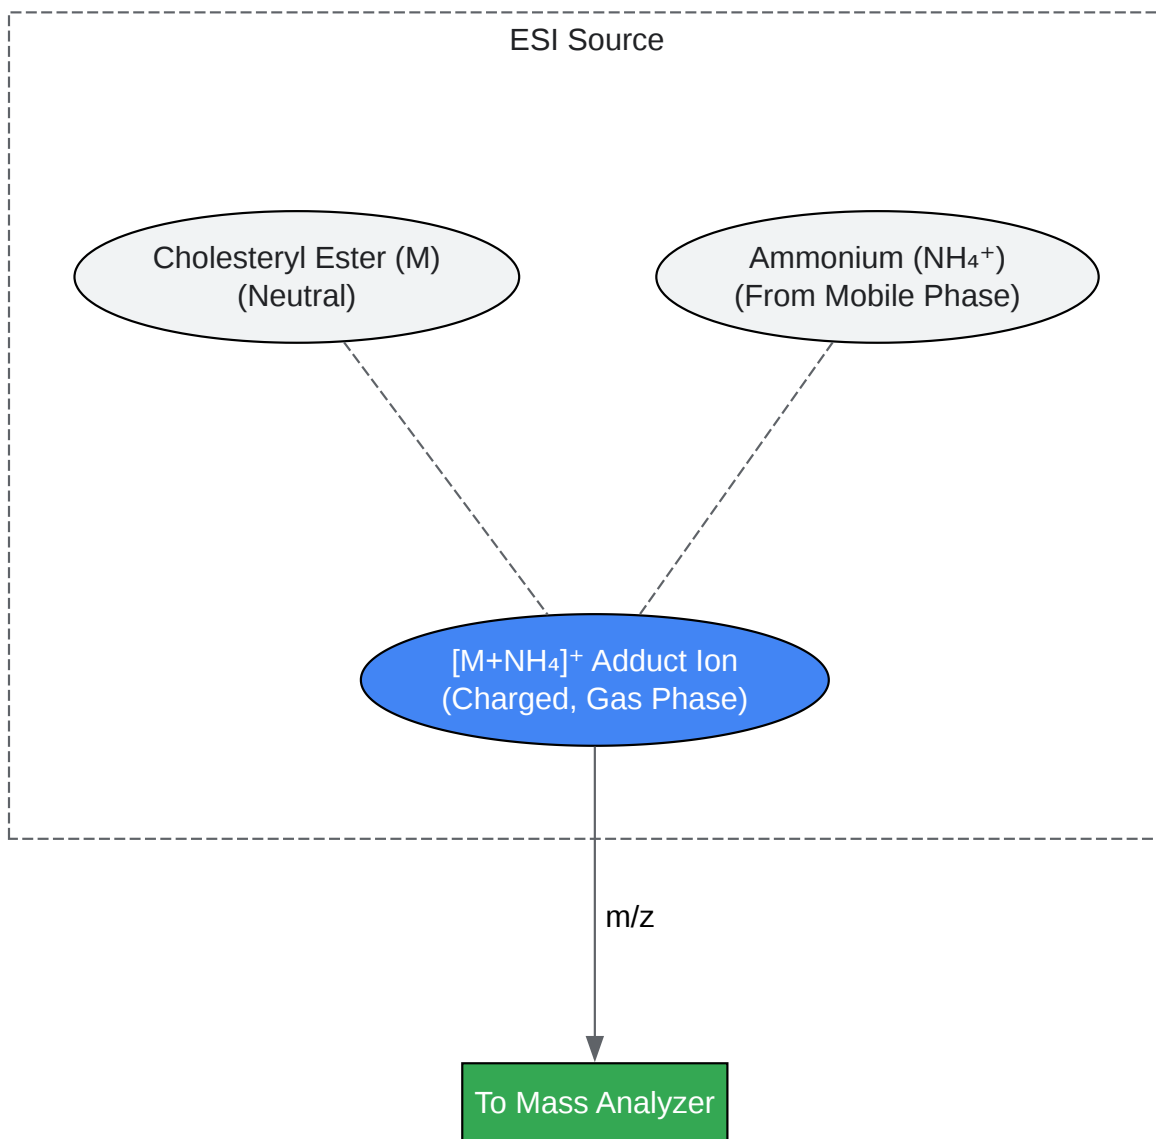 ESI Source
Cholesteryl Ester (M)
(Neutral)
Ammonium (NH₄⁺)
(From Mobile Phase)
[M+NH₄]⁺ Adduct Ion
(Charged, Gas Phase)
m/z
To Mass Analyzer